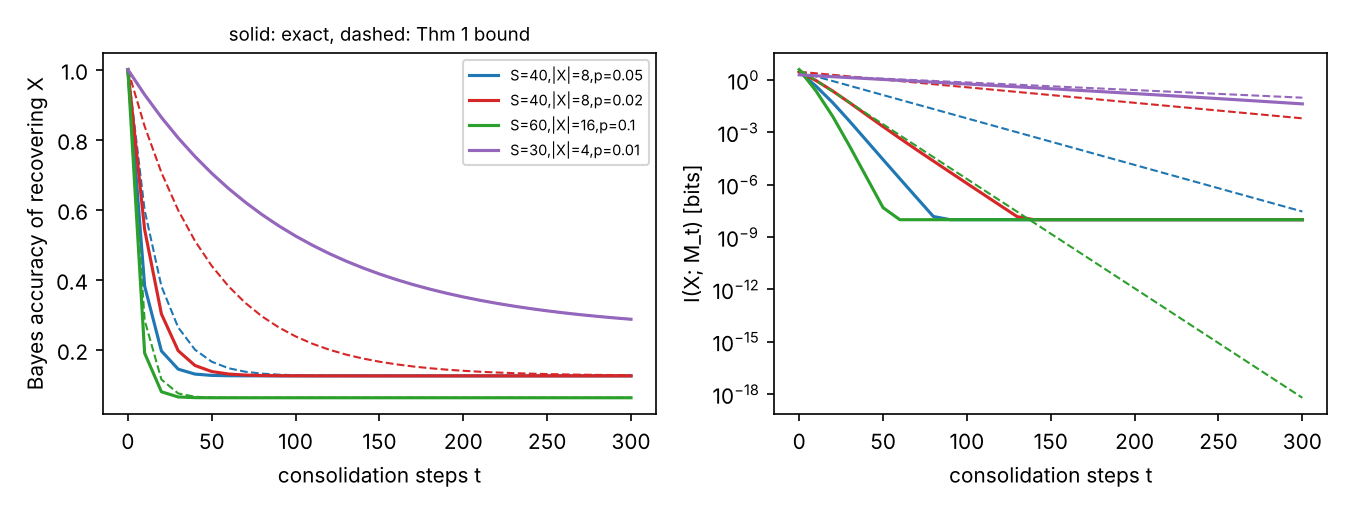 solid: exact, dashed: Thm 1 bound
Bayes accuracy of recovering X
1.0
0.8
0.6
0.4
0.2
0
50
100
150
200
250
300
consolidation steps t
S=40,|X|=8,p=0.05
S=40,|X|=8,p=0.02
S=60,|X|=16,p=0.1
S=30,|X|=4,p=0.01
I(X; M_t) [bits]
10⁰
10⁻³
10⁻⁶
10⁻⁹
10⁻¹²
10⁻¹⁵
10⁻¹⁸
0
50
100
150
200
250
300
consolidation steps t